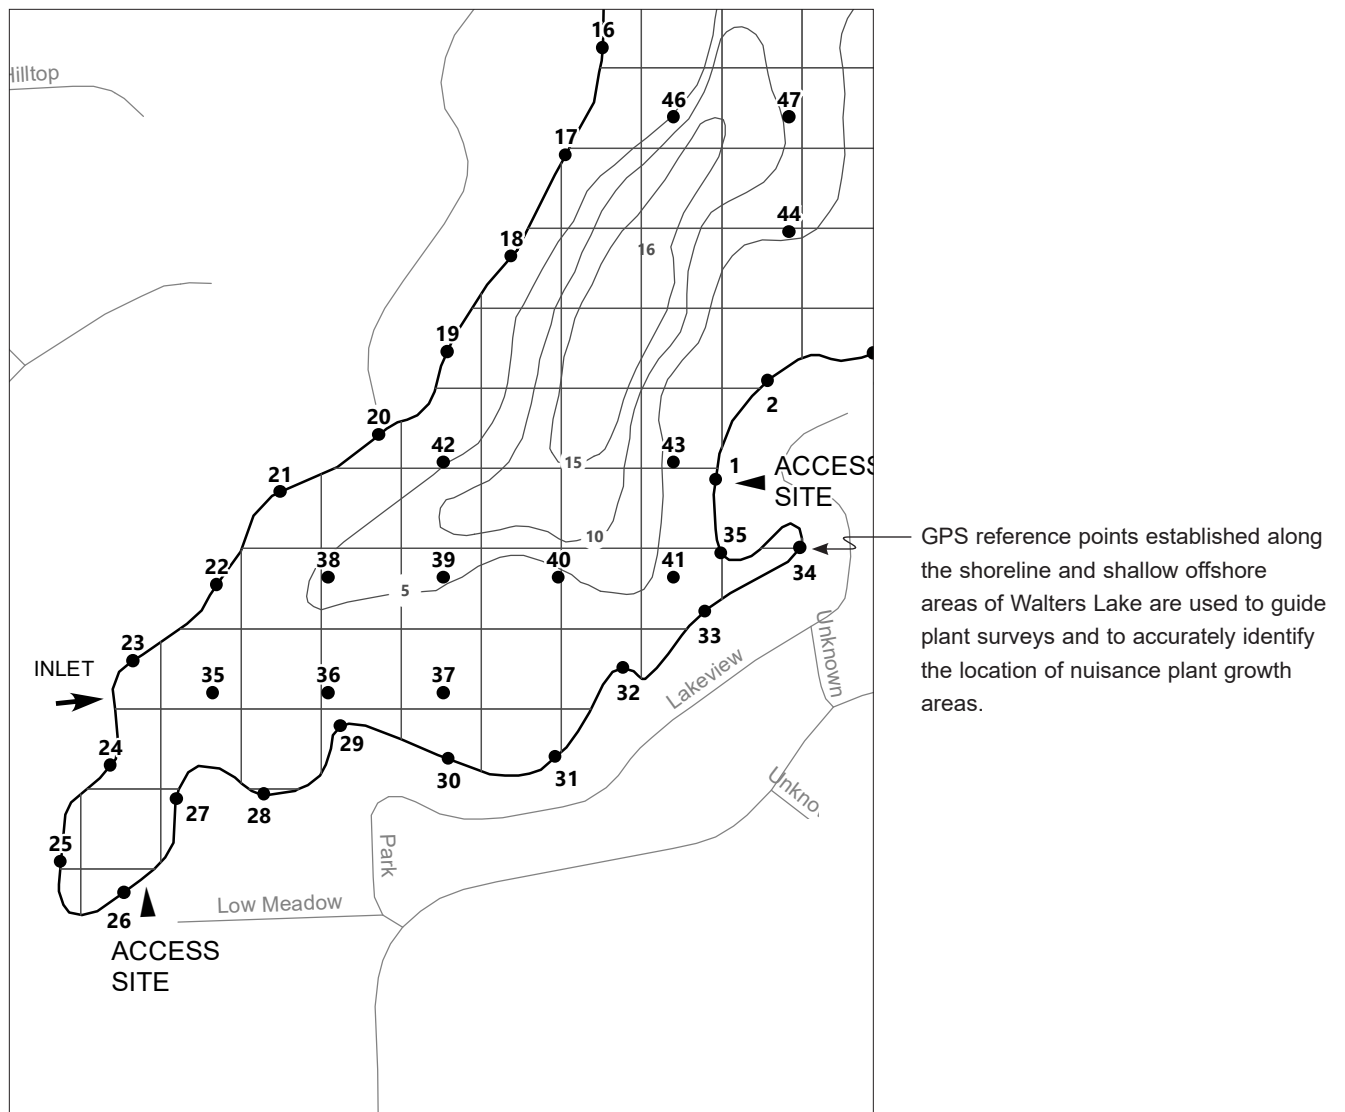 16
Hilltop
46
47
17
44
18
16
19
2
20
42
43
1
ACCESS
SITE
15
21
10
35
GPS reference points established along
the shoreline and shallow offshore
areas of Walters Lake are used to guide
plant surveys and to accurately identify
the location of nuisance plant growth
areas.
22
38
39
40
41
34
5
33
Unknown
23
INLET
35
36
37
32
Lakeview
24
29
30
31
27
28
Unkno
25
Park
26
Low Meadow
ACCESS
SITE